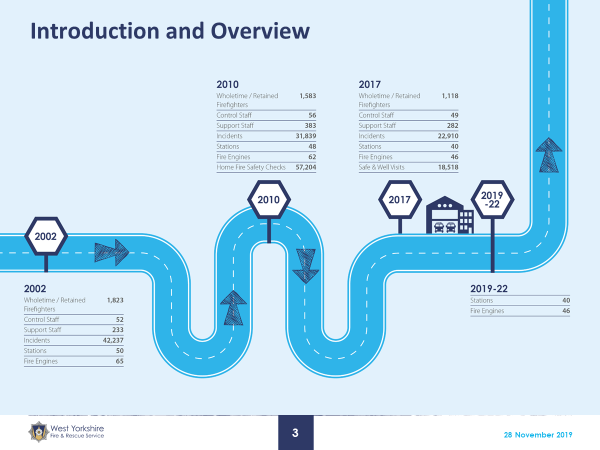 Introduction and Overview
2010
Wholetime / Retained Firefighters 1,583
Control Staff 56
Support Staff 383
Incidents 31,839
Stations 48
Fire Engines 62
Home Fire Safety Checks 57,204
2017
Wholetime / Retained Firefighters 1,118
Control Staff 49
Support Staff 282
Incidents 22,910
Stations 40
Fire Engines 46
Safe & Well Visits 18,518
2002
2010
2017
2019
-22
2002
Wholetime / Retained Firefighters 1,823
Control Staff 52
Support Staff 233
Incidents 42,237
Stations 50
Fire Engines 65
2019-22
Stations 40
Fire Engines 46
West Yorkshire
Fire & Rescue Service
3
28 November 2019